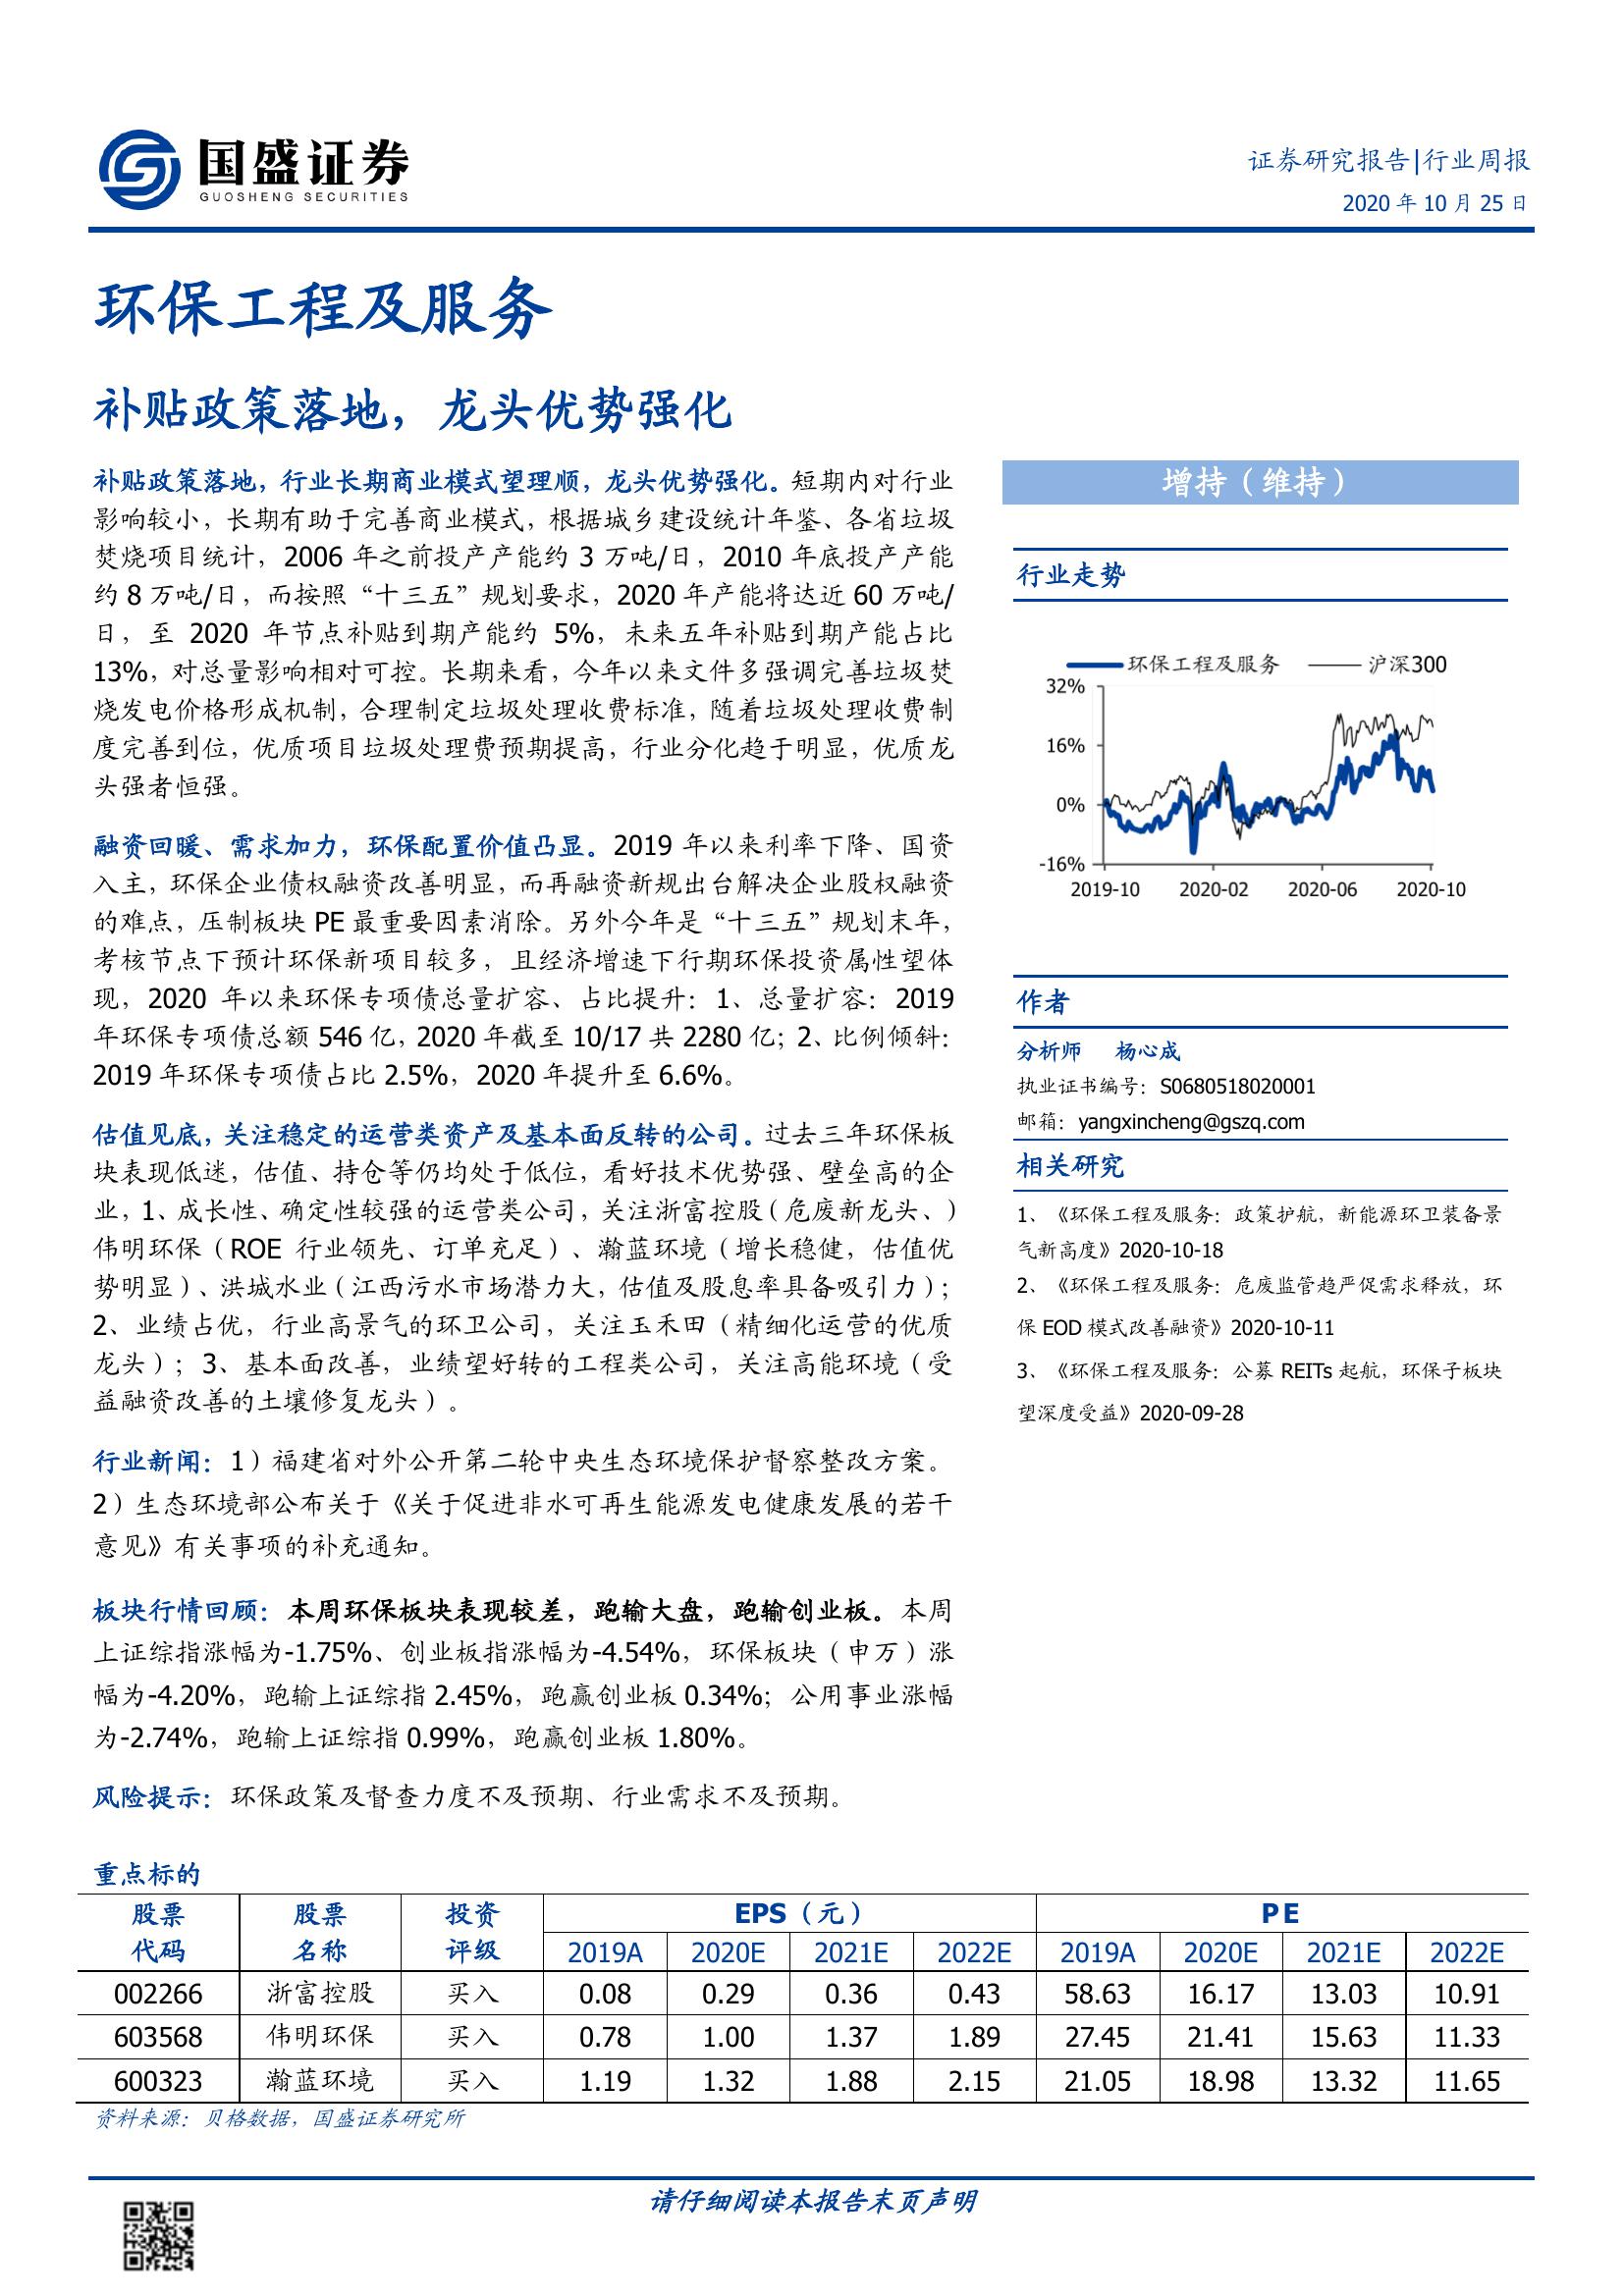 国盛证券
GUOSHENG SECURITIES
证券研究报告|行业周报
2020 年 10 月 25 日
环保工程及服务
补贴政策落地，龙头优势强化
补贴政策落地，行业长期商业模式望理顺，龙头优势强化。短期内对行业
影响较小，长期有助于完善商业模式，根据城乡建设统计年鉴、各省垃圾
焚烧项目统计，2006 年之前投产产能约 3 万吨/日，2010 年底投产产能
约 8 万吨/日，而按照“十三五”规划要求，2020 年产能将达近 60 万吨/
日，至 2020 年节点补贴到期产能约 5%，未来五年补贴到期产能占比
13%，对总量影响相对可控。长期来看，今年以来文件多强调完善垃圾焚
烧发电价格形成机制，合理制定垃圾处理收费标准，随着垃圾处理收费制
度完善到位，优质项目垃圾处理费预期提高，行业分化趋于明显，优质龙
头强者恒强。
融资回暖、需求加力，环保配置价值凸显。2019 年以来利率下降、国资
入主，环保企业债权融资改善明显，而再融资新规出台解决企业股权融资
的难点，压制板块 PE 最重要因素消除。另外今年是“十三五”规划末年，
考核节点下预计环保新项目较多，且经济增速下行期环保投资属性望体
现，2020 年以来环保专项债总量扩容、占比提升：1、总量扩容：2019
年环保专项债总额 546 亿，2020 年截至 10/17 共 2280 亿；2、比例倾斜：
2019 年环保专项债占比 2.5%，2020 年提升至 6.6%。
估值见底，关注稳定的运营类资产及基本面反转的公司。过去三年环保板
块表现低迷，估值、持仓等仍均处于低位，看好技术优势强、壁垒高的企
业，1、成长性、确定性较强的运营类公司，关注浙富控股（危废新龙头、）
伟明环保（ROE 行业领先、订单充足）、瀚蓝环境（增长稳健，估值优
势明显）、洪城水业（江西污水市场潜力大，估值及股息率具备吸引力）；
2、业绩占优，行业高景气的环卫公司，关注玉禾田（精细化运营的优质
龙头）；3、基本面改善，业绩望好转的工程类公司，关注高能环境（受
益融资改善的土壤修复龙头）。
行业新闻：1）福建省对外公开第二轮中央生态环境保护督察整改方案。
2）生态环境部公布关于《关于促进非水可再生能源发电健康发展的若干
意见》有关事项的补充通知。
板块行情回顾：本周环保板块表现较差，跑输大盘，跑输创业板。本周
上证综指涨幅为-1.75%、创业板指涨幅为-4.54%，环保板块（申万）涨
幅为-4.20%，跑输上证综指 2.45%，跑赢创业板 0.34%；公用事业涨幅
为-2.74%，跑输上证综指 0.99%，跑赢创业板 1.80%。
风险提示：环保政策及督查力度不及预期、行业需求不及预期。
增持（维持）
行业走势
环保工程及服务 沪深300
32%
16%
0%
-16%
2019-10 2020-02 2020-06 2020-10
作者
分析师 杨心成
执业证书编号：S0680518020001
邮箱：yangxincheng@gszq.com
相关研究
1、《环保工程及服务：政策护航，新能源环卫装备景
气新高度》2020-10-18
2、《环保工程及服务：危废监管趋严促需求释放，环
保 EOD 模式改善融资》2020-10-11
3、《环保工程及服务：公募 REITs 起航，环保子板块
望深度受益》2020-09-28
重点标的
股票 股票 投资 EPS（元） PE
代码 名称 评级 2019A 2020E 2021E 2022E 2019A 2020E 2021E 2022E
002266 浙富控股 买入 0.08 0.29 0.36 0.43 58.63 16.17 13.03 10.91
603568 伟明环保 买入 0.78 1.00 1.37 1.89 27.45 21.41 15.63 11.33
600323 瀚蓝环境 买入 1.19 1.32 1.88 2.15 21.05 18.98 13.32 11.65
资料来源：贝格数据，国盛证券研究所
请仔细阅读本报告末页声明